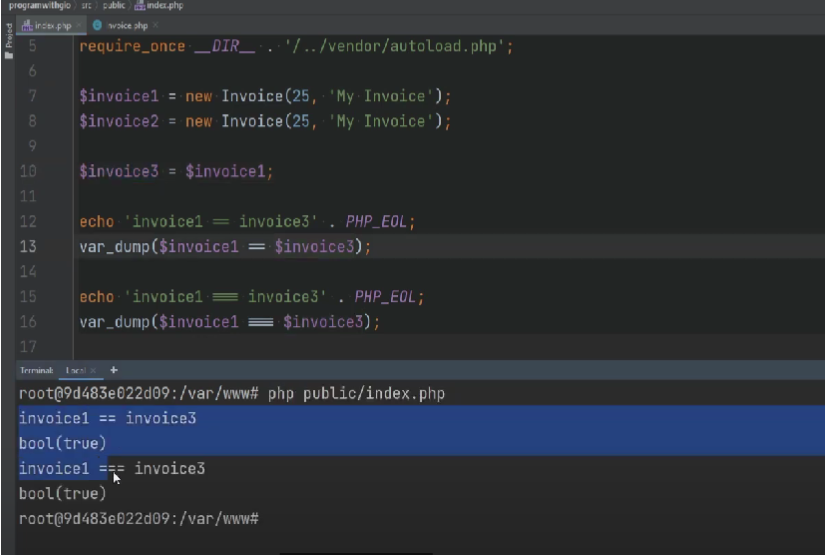 programwithgio src public index.php
index.php invoice.php
Project
5 require_once __DIR__ . '/../vendor/autoload.php';
6
7 $invoice1 = new Invoice(25, 'My Invoice');
8 $invoice2 = new Invoice(25, 'My Invoice');
9
10 $invoice3 = $invoice1;
11
12 echo 'invoice1 == invoice3' . PHP_EOL;
13 var_dump($invoice1 == $invoice3);
14
15 echo 'invoice1 === invoice3' . PHP_EOL;
16 var_dump($invoice1 === $invoice3);
17
Terminal: Local × +
root@9d483e022d09:/var/www# php public/index.php
invoice1 == invoice3
bool(true)
invoice1 === invoice3
bool(true)
root@9d483e022d09:/var/www#